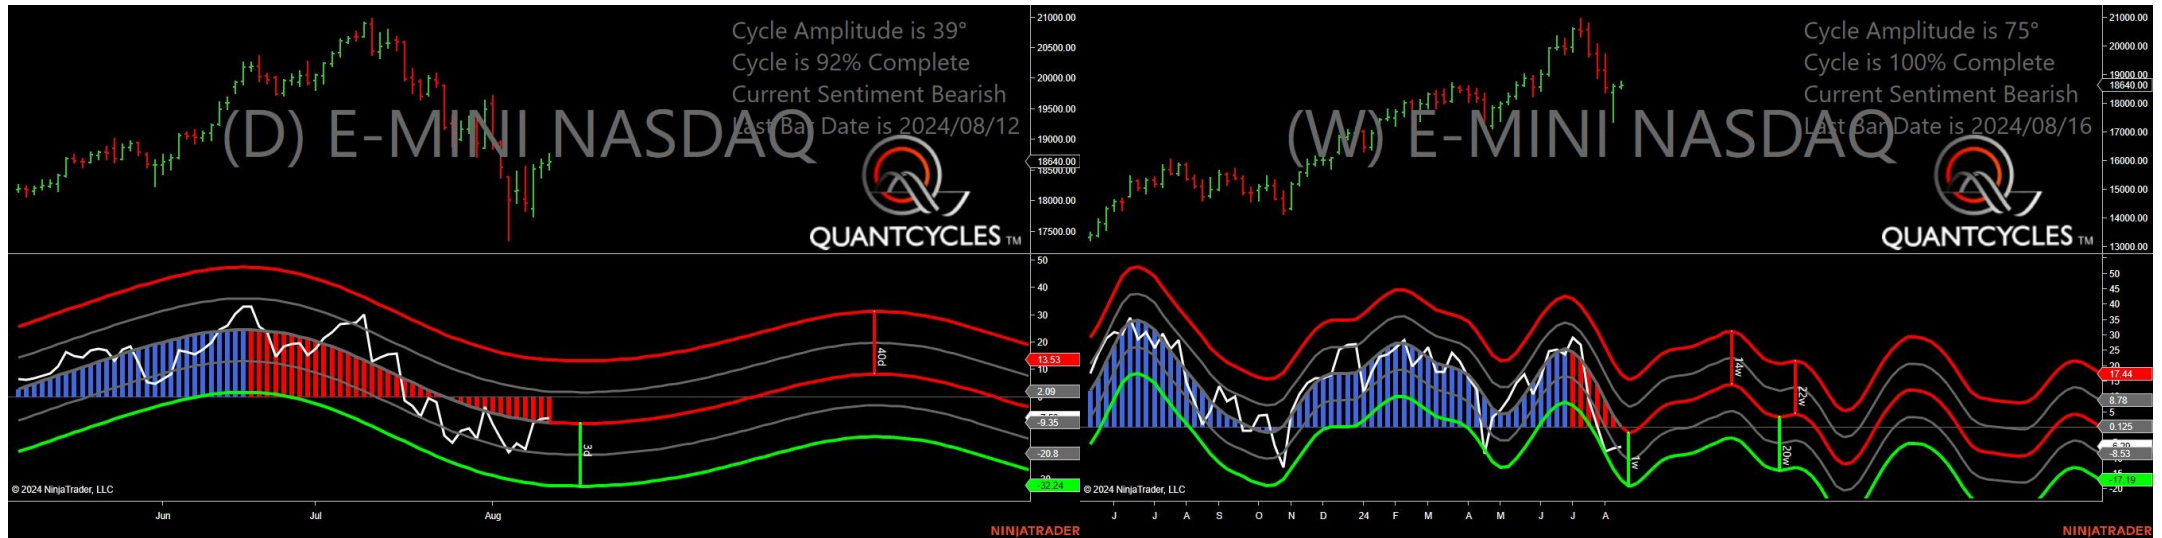 Cycle Amplitude is 39°
Cycle is 92% Complete
Current Sentiment Bearish
Last Bar Date is 2024/08/12
(D) E-MINI NASDAQ
QUANTCYCLES TM
21000.00
20500.00
20000.00
19500.00
19000.00
18640.00
18500.00
18000.00
17500.00
50
40
30
20
13.53
10
2.09
-9.35
-20.8
-32.24
40d
3d
© 2024 NinjaTrader, LLC
Jun Jul Aug
NINJATRADER
Cycle Amplitude is 75°
Cycle is 100% Complete
Current Sentiment Bearish
Last Bar Date is 2024/08/16
(W) E-MINI NASDAQ
QUANTCYCLES TM
21000.00
20000.00
19000.00
18640.00
18000.00
17000.00
16000.00
15000.00
14000.00
13000.00
50
45
40
35
30
25
20
17.44
15
8.78
5
0.125
-8.53
-17.19
-20
14w
22w
1w
20w
© 2024 NinjaTrader, LLC
J J A S O N D 24 F M A M J J A
NINJATRADER